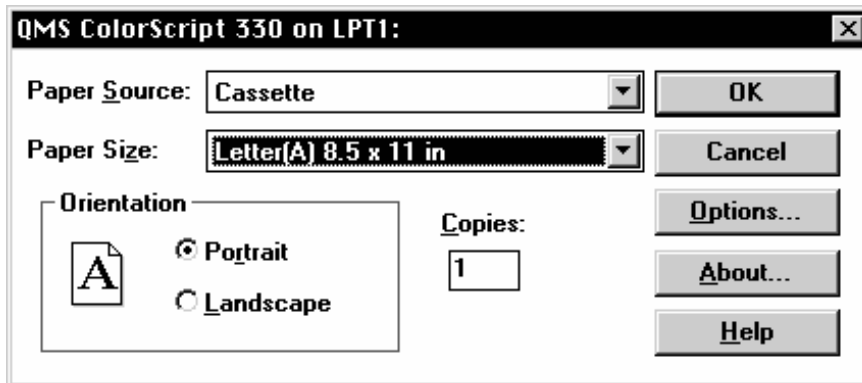 QMS ColorScript 330 on LPT1:
Paper Source: Cassette
OK
Paper Size: Letter(A) 8.5 x 11 in
Cancel
Orientation
A
Portrait
Landscape
Copies:
1
Options...
About...
Help